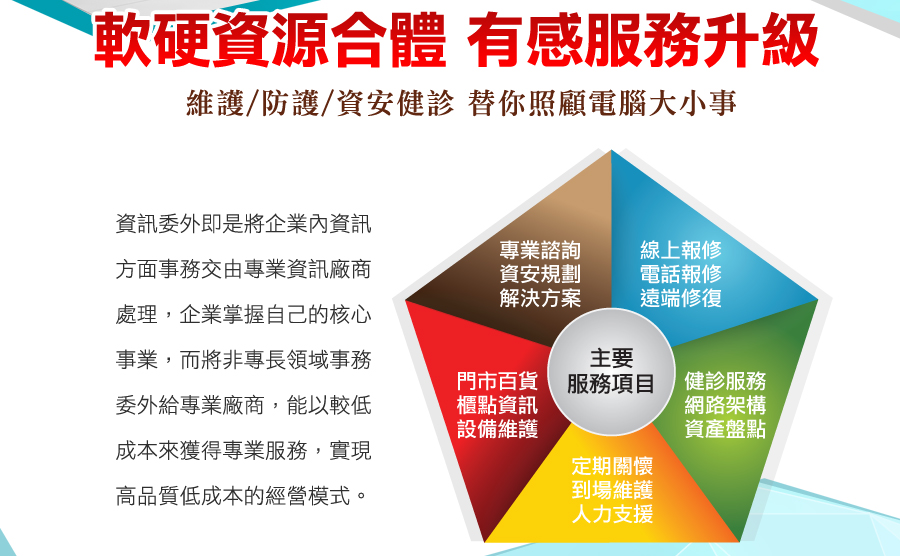 軟硬資源合體 有感服務升級
維護/防護/資安健診 替你照顧電腦大小事
資訊委外即是將企業內資訊
方面事務交由專業資訊廠商
處理，企業掌握自己的核心
事業，而將非專長領域事務
委外給專業廠商，能以較低
成本來獲得專業服務，實現
高品質低成本的經營模式。
專業諮詢
資安規劃
解決方案
線上報修
電話報修
遠端修復
主要
服務項目
門市百貨
櫃點資訊
設備維護
健診服務
網路架構
資產盤點
定期關懷
到場維護
人力支援